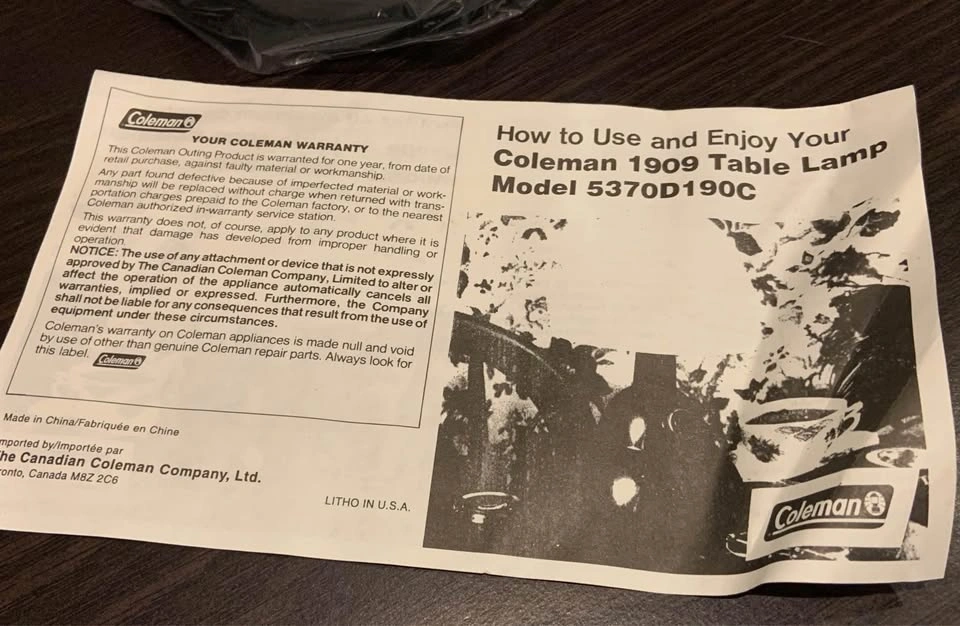 Coleman
YOUR COLEMAN WARRANTY
This Coleman Outing Product is warranted for one year, from date of
retail purchase, against faulty material or workmanship.
Any part found defective because of imperfected material or work-
manship will be replaced without charge when returned with trans-
portation charges prepaid to the Coleman factory, or to the nearest
Coleman authorized in-warranty service station.
This warranty does not, of course, apply to any product where it is
evident that damage has developed from improper handling or
operation.
NOTICE: The use of any attachment or device that is not expressly
approved by The Canadian Coleman Company, Limited to alter or
affect the operation of the appliance automatically cancels all
warranties, implied or expressed. Furthermore, the Company
shall not be liable for any consequences that result from the use of
equipment under these circumstances.
Coleman's warranty on Coleman appliances is made null and void
by use of other than genuine Coleman repair parts. Always look for
this label. Coleman
Made in China/Fabriquée en Chine
mported by/importée par
he Canadian Coleman Company, Ltd.
ronto, Canada M8Z 2C6
LITHO IN U.S.A.
How to Use and Enjoy Your
Coleman 1909 Table Lamp
Model 5370D190C
Coleman